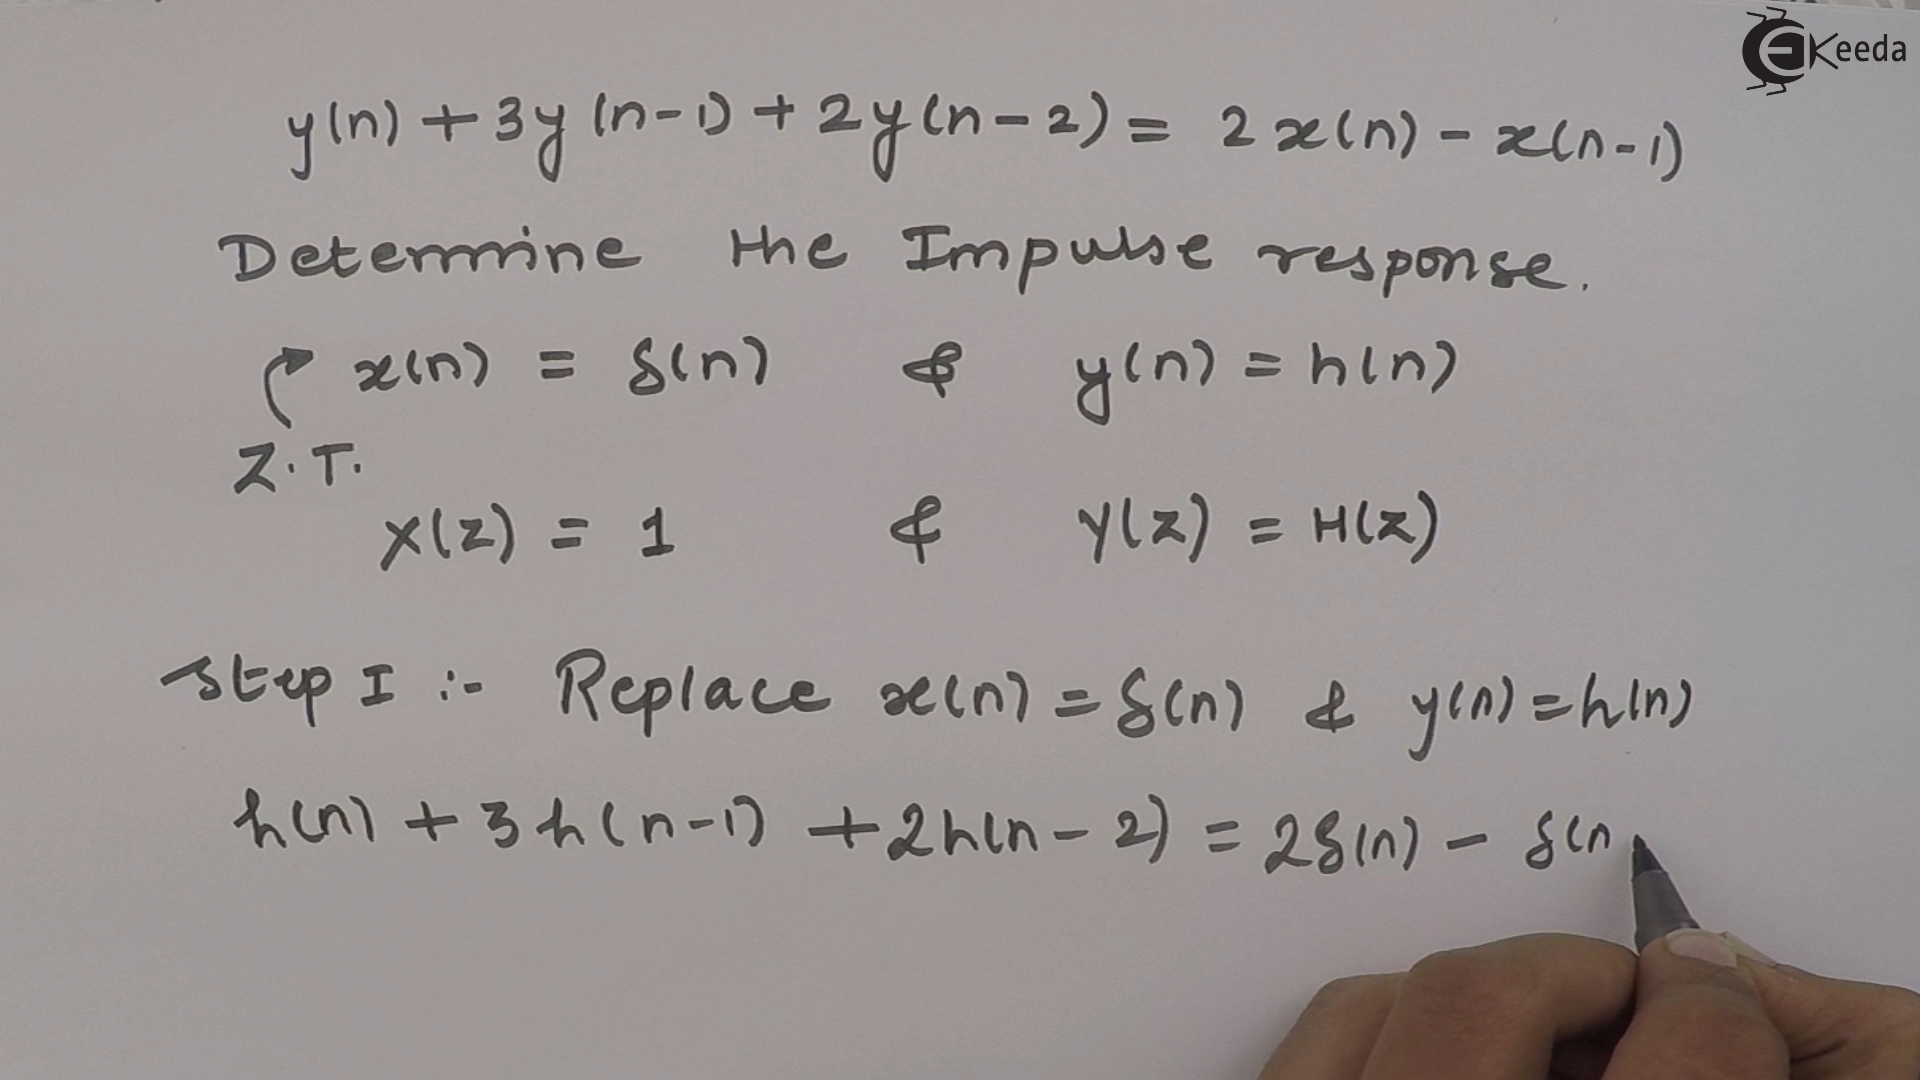 EKeeda
y(n) + 3y(n-1) + 2y(n-2) = 2x(n) - x(n-1)
Determine the Impulse response.
x(n) = δ(n) & y(n) = h(n)
Z.T.
X(z) = 1 & Y(z) = H(z)
Step I :- Replace x(n) = δ(n) & y(n) = h(n)
h(n) + 3h(n-1) + 2h(n-2) = 2δ(n) - δ(n